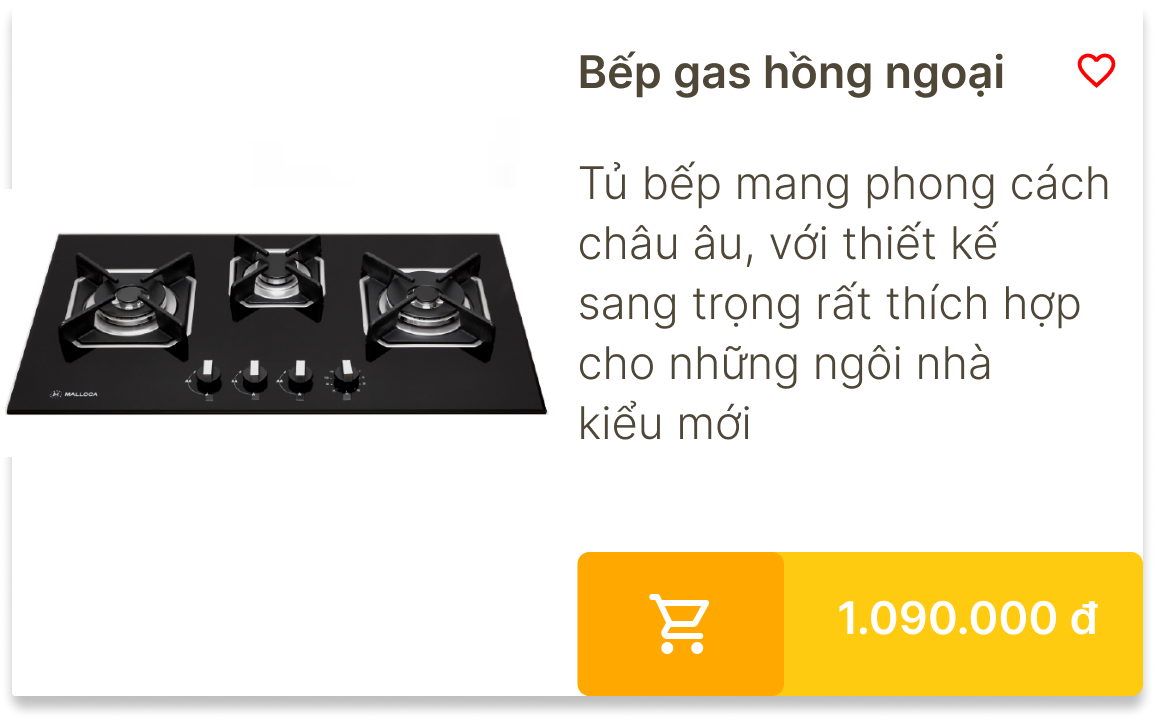 Bếp gas hồng ngoại
Tủ bếp mang phong cách
châu âu, với thiết kế
sang trọng rất thích hợp
cho những ngôi nhà
kiểu mới
MALLOCA
1.090.000 đ